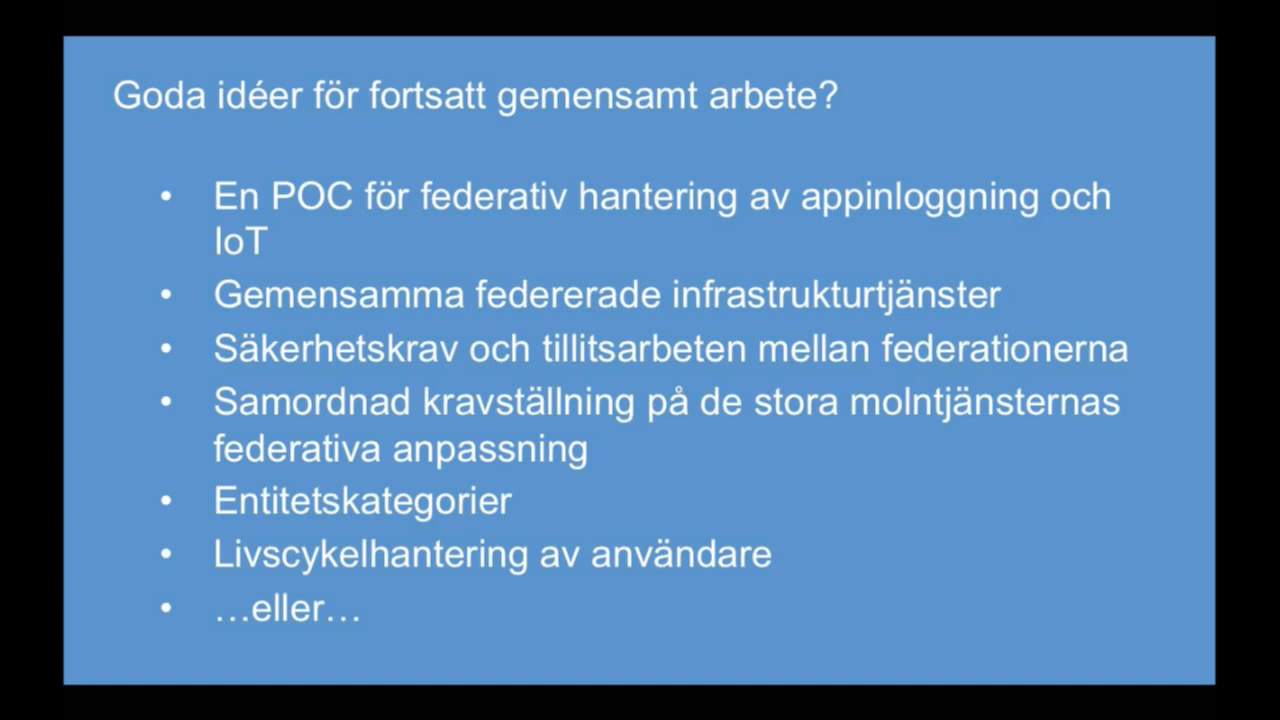 Goda idéer för fortsatt gemensamt arbete?
• En POC för federativ hantering av appinloggning och
IoT
• Gemensamma federerade infrastrukturtjänster
• Säkerhetskrav och tillitsarbeten mellan federationerna
• Samordnad kravställning på de stora molntjänsternas
federativa anpassning
• Entitetskategorier
• Livscykelhantering av användare
• …eller…